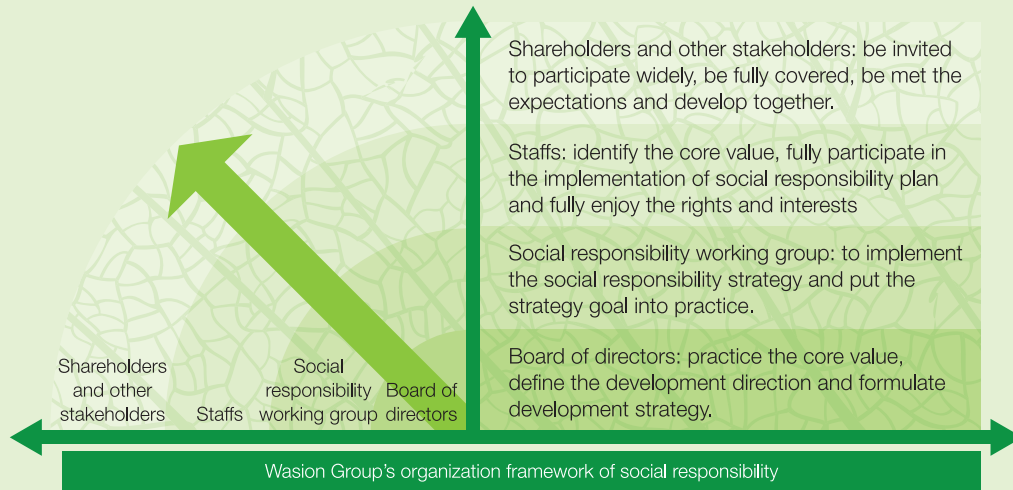 Shareholders and other stakeholders: be invited
to participate widely, be fully covered, be met the
expectations and develop together.
Staffs: identify the core value, fully participate in
the implementation of social responsibility plan
and fully enjoy the rights and interests
Social responsibility working group: to implement
the social responsibility strategy and put the
strategy goal into practice.
Board of directors: practice the core value,
define the development direction and formulate
development strategy.
Shareholders
and other
stakeholders
Staffs
Social
responsibility
working group
Board of
directors
Wasion Group's organization framework of social responsibility